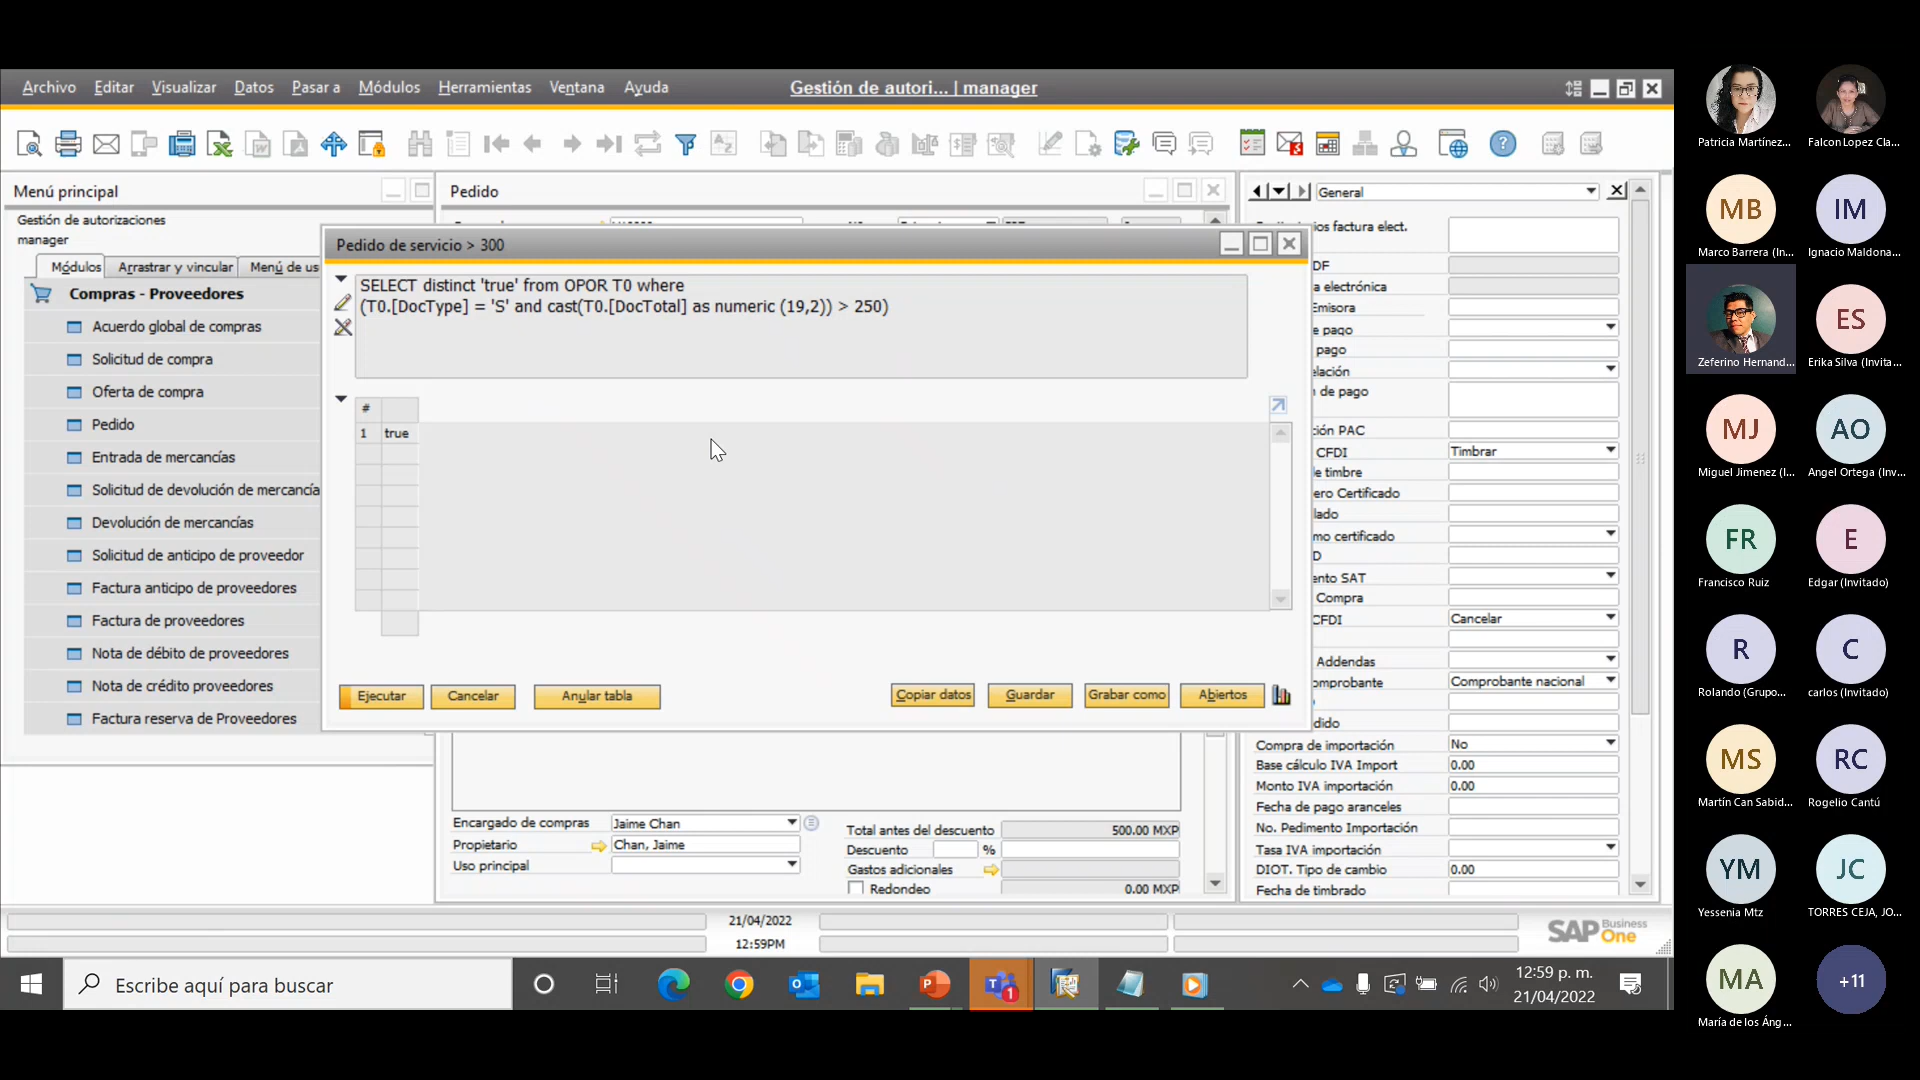 Archivo Editar Visualizar Datos Pasar a Módulos Herramientas Ventana Ayuda
Gestión de autori... | manager
Menú principal
Gestión de autorizaciones
manager
Módulos Arrastrar y vincular Menú de us
Compras - Proveedores
Acuerdo global de compras
Solicitud de compra
Oferta de compra
Pedido
Entrada de mercancías
Solicitud de devolución de mercancía
Devolución de mercancías
Solicitud de anticipo de proveedor
Factura anticipo de proveedores
Factura de proveedores
Nota de débito de proveedores
Nota de crédito proveedores
Factura reserva de Proveedores
Pedido
Pedido de servicio > 300
SELECT distinct 'true' from OPOR T0 where
(T0.[DocType] = 'S' and cast(T0.[DocTotal] as numeric (19,2)) > 250)
#
1 true
Ejecutar Cancelar Anular tabla Copiar datos Guardar Grabar como Abiertos
Encargado de compras Jaime Chan
Propietario Chan, Jaime
Uso principal
Total antes del descuento 500.00 MXP
Descuento %
Gastos adicionales
Redondeo 0.00 MXP
General
ios factura elect.
DF
a electrónica
Emisora
e pago
pago
elación
de pago
ión PAC
CFDI Timbrar
e timbre
ero Certificado
lado
mo certificado
D
ento SAT
Compra
CFDI Cancelar
Addendas
omprobante Comprobante nacional
dido
Compra de importación No
Base cálculo IVA Import 0.00
Monto IVA importación 0.00
Fecha de pago aranceles
No. Pedimento Importación
Tasa IVA importación
DIOT. Tipo de cambio 0.00
Fecha de timbrado
21/04/2022
12:59PM
SAP Business One
Escribe aquí para buscar
1
12:59 p. m.
21/04/2022
Patricia Martínez...
Falcon Lopez Cla...
MB
Marco Barrera (In...
IM
Ignacio Maldona...
Zeferino Hernand...
ES
Erika Silva (Invita...
MJ
Miguel Jimenez (I...
AO
Angel Ortega (Inv...
FR
Francisco Ruiz
E
Edgar (Invitado)
R
Rolando (Grupo...
C
carlos (Invitado)
MS
Martín Can Sabid...
RC
Rogelio Cantú
YM
Yessenia Mtz
JC
TORRES CEJA, JO...
MA
María de los Áng...
+11